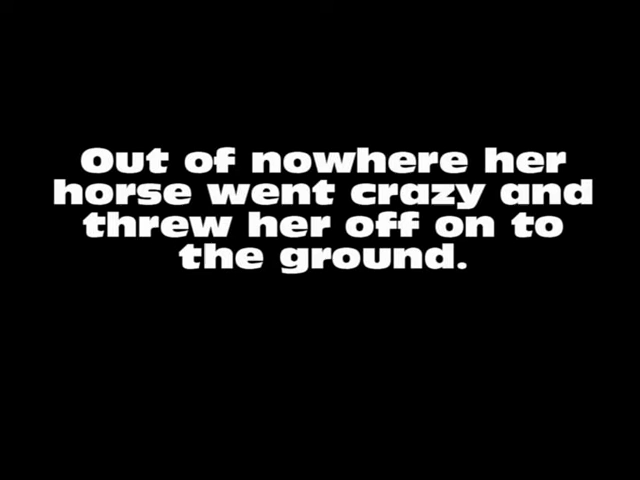 Out of nowhere her
horse went crazy and
threw her off on to
the ground.